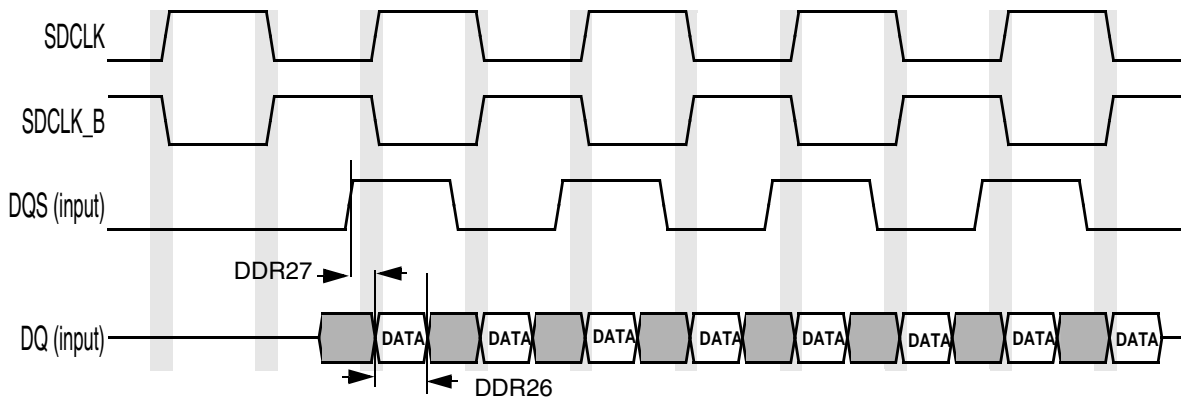 SDCLK
SDCLK_B
DQS (input)
DDR27
DQ (input)
DATA DATA DATA DATA DATA DATA DATA DATA
DDR26